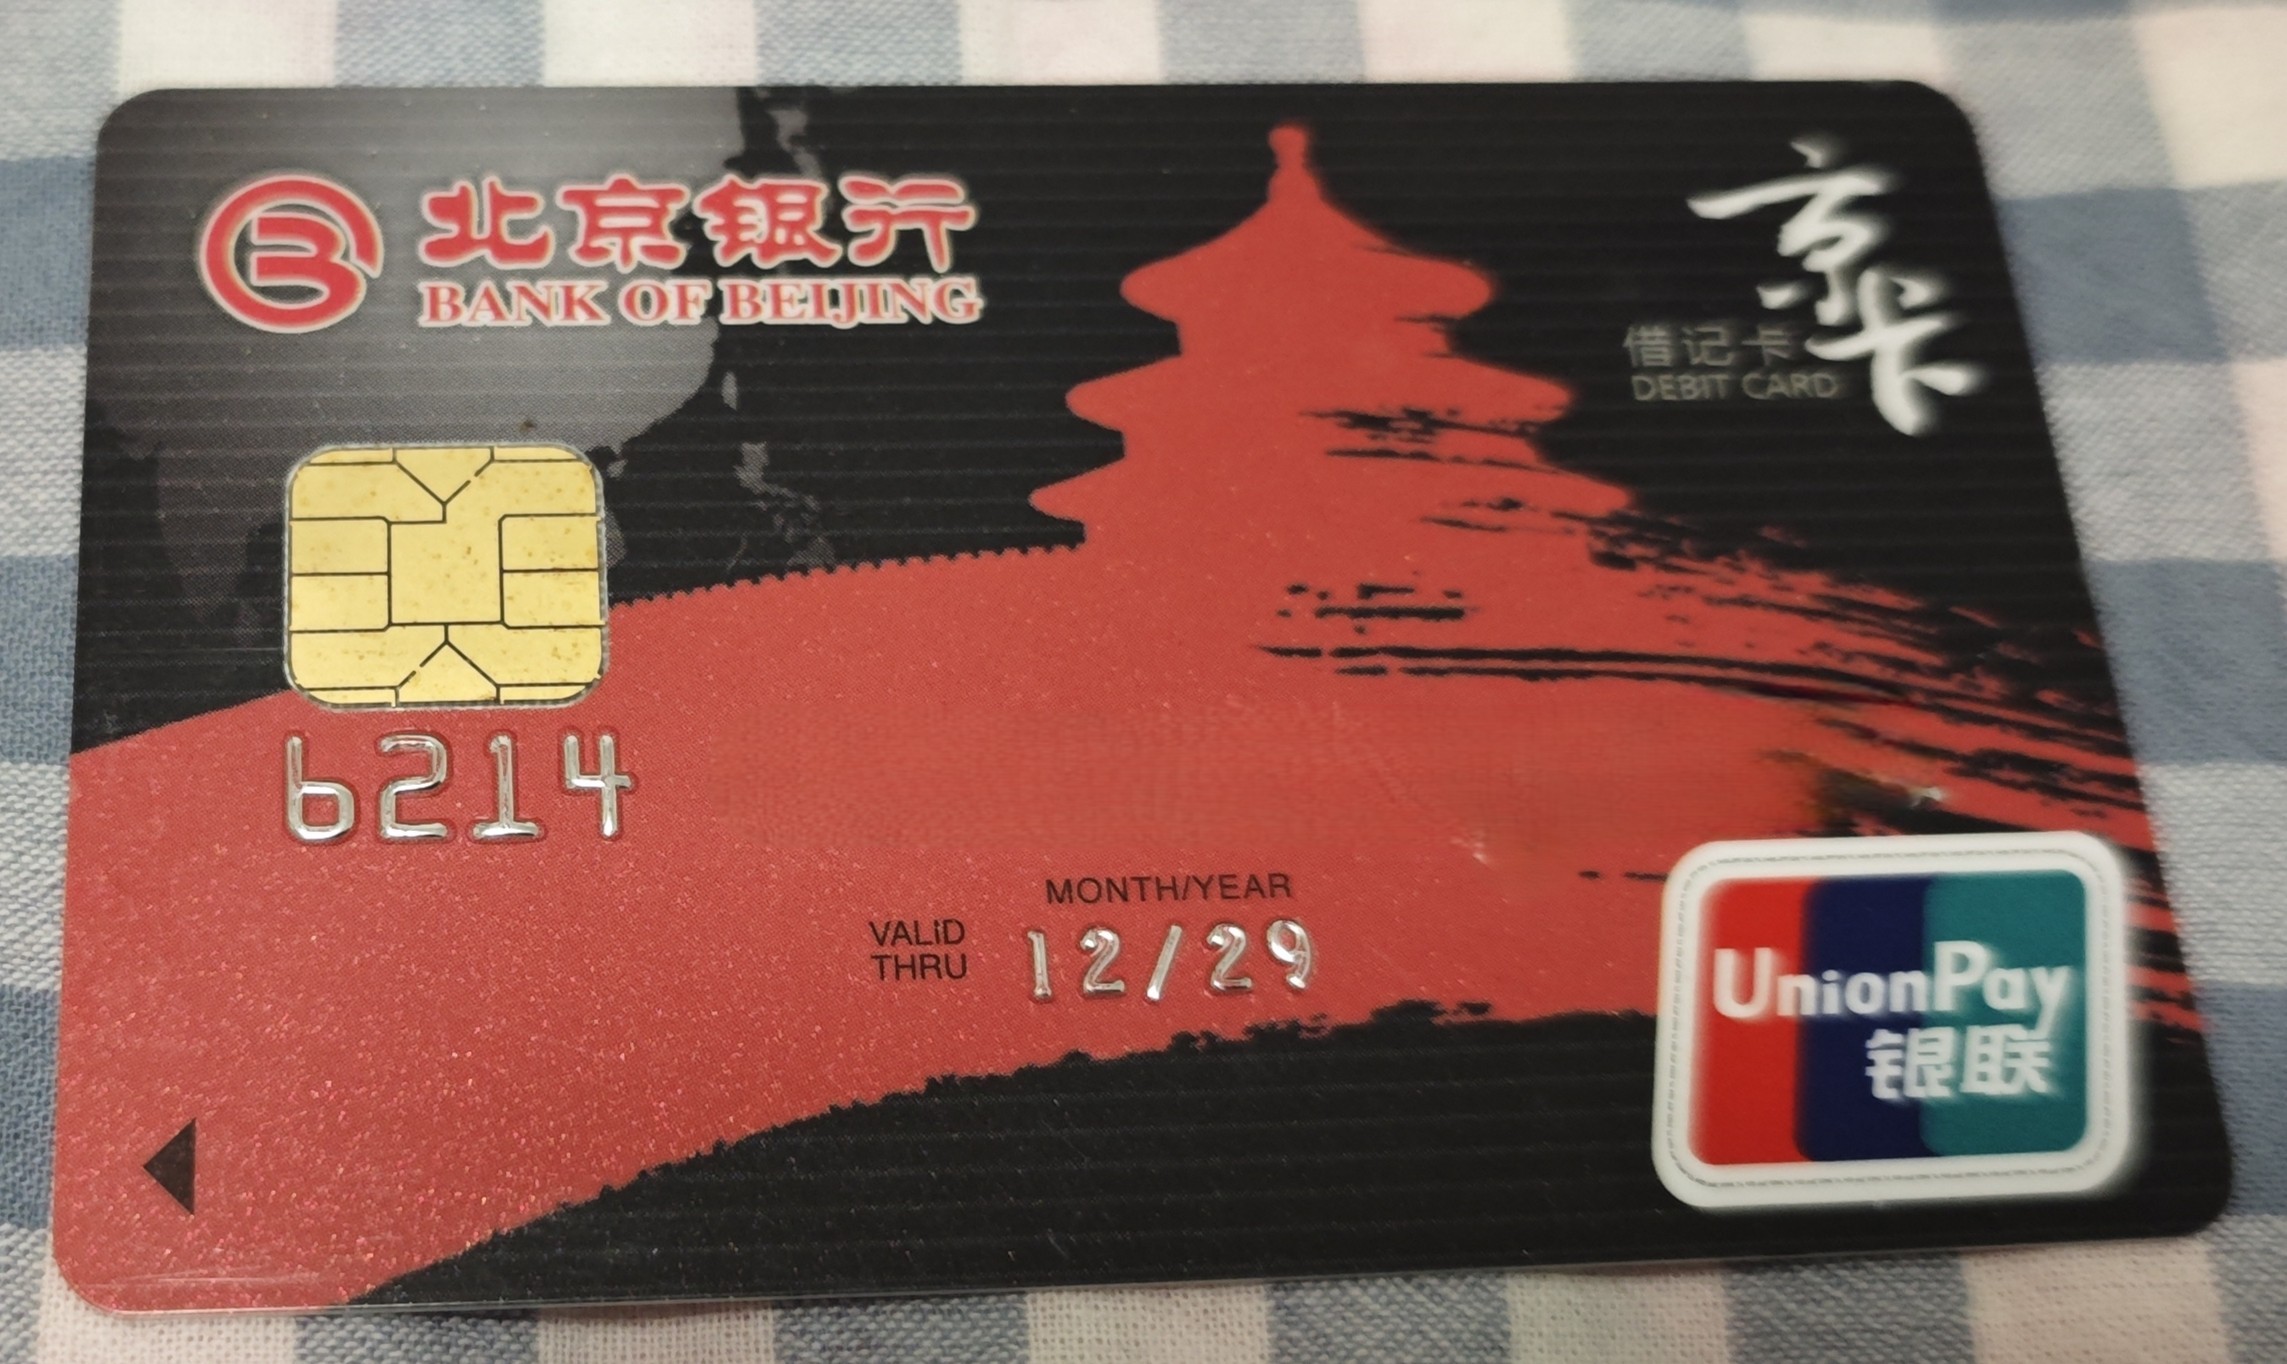 北京银行
BANK OF BEIJING
京卡
借记卡
DEBIT CARD
6214
MONTH/YEAR
VALID
THRU
12/29
UnionPay
银联